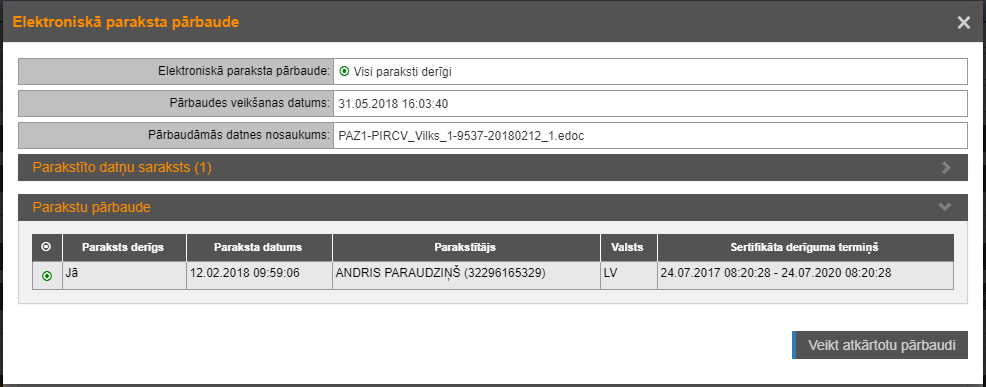 Elektroniskā paraksta pārbaude
Elektroniskā paraksta pārbaude: Visi paraksti derīgi
Pārbaudes veikšanas datums: 31.05.2018 16:03:40
Pārbaudāmās datnes nosaukums: PAZ1-PIRCV_Vilks_1-9537-20180212_1.edoc
Parakstīto datņu saraksts (1)
Parakstu pārbaude
Paraksts derīgs Paraksta datums Parakstītājs Valsts Sertifikāta derīguma termiņš
Jā 12.02.2018 09:59:06 ANDRIS PARAUDZIŅŠ (32296165329) LV 24.07.2017 08:20:28 - 24.07.2020 08:20:28
Veikt atkārtotu pārbaudi